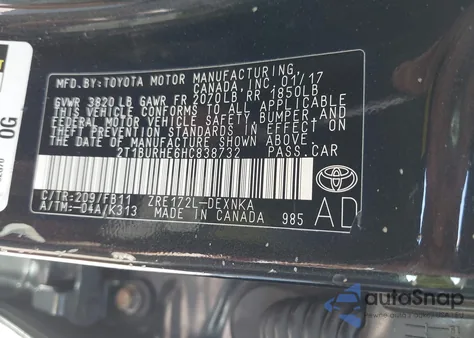 MFD.BY:TOYOTA MOTOR MANUFACTURING
CANADA, INC. 01/17
GVWR 3820 LB GAWR FR 2070LB RR 1850LB
THIS VEHICLE CONFORMS TO ALL APPLICABLE
FEDERAL MOTOR VEHICLE SAFETY, BUMPER, AND
THEFT PREVENTION STANDARDS IN EFFECT ON THE
DATE OF MANUFACTURE SHOWN ABOVE.
2T1BURHE6HC838732 PASS.CAR
C/TR:209/FB11 ZRE172L-DEXNKA
A/TM:-04A/K313 MADE IN CANADA 985
AD
OG
autoSnap